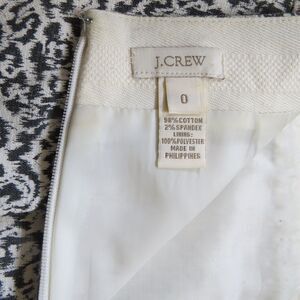 J.CREW
0
98% COTTON
2% SPANDEX
LINING:
100% POLYESTER
MADE IN
PHILIPPINES